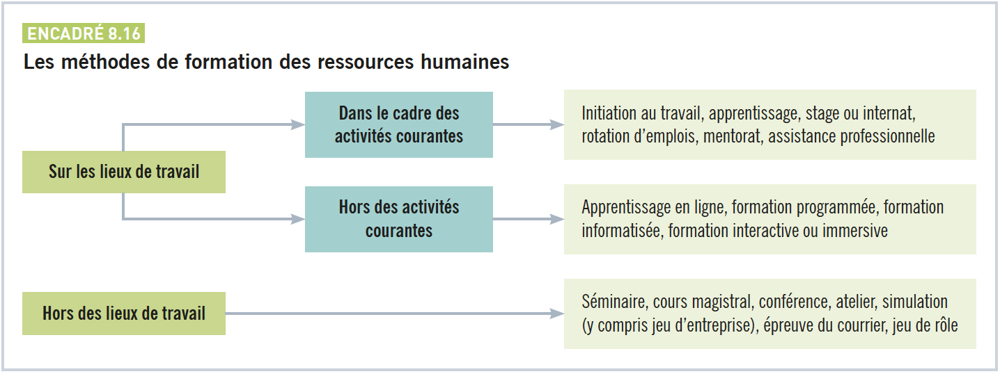 ENCADRÉ 8.16
Les méthodes de formation des ressources humaines
Sur les lieux de travail
Dans le cadre des
activités courantes
Initiation au travail, apprentissage, stage ou internat,
rotation d’emplois, mentorat, assistance professionnelle
Hors des activités
courantes
Apprentissage en ligne, formation programmée, formation
informatisée, formation interactive ou immersive
Hors des lieux de travail
Séminaire, cours magistral, conférence, atelier, simulation
(y compris jeu d’entreprise), épreuve du courrier, jeu de rôle